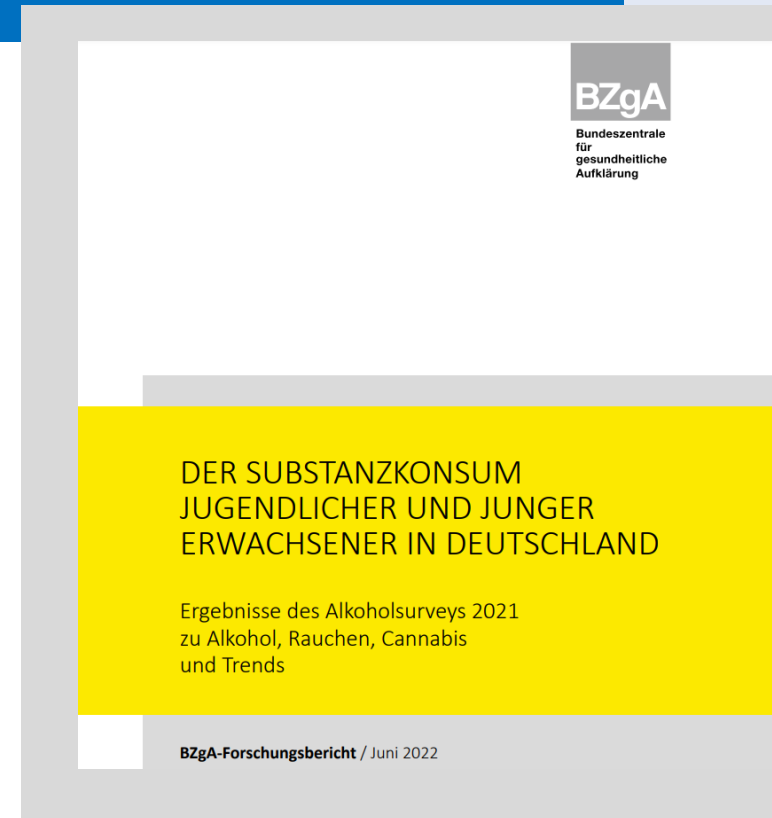 BZgA
Bundeszentrale
für
gesundheitliche
Aufklärung
DER SUBSTANZKONSUM
JUGENDLICHER UND JUNGER
ERWACHSENER IN DEUTSCHLAND
Ergebnisse des Alkoholsurveys 2021
zu Alkohol, Rauchen, Cannabis
und Trends
BZgA-Forschungsbericht / Juni 2022